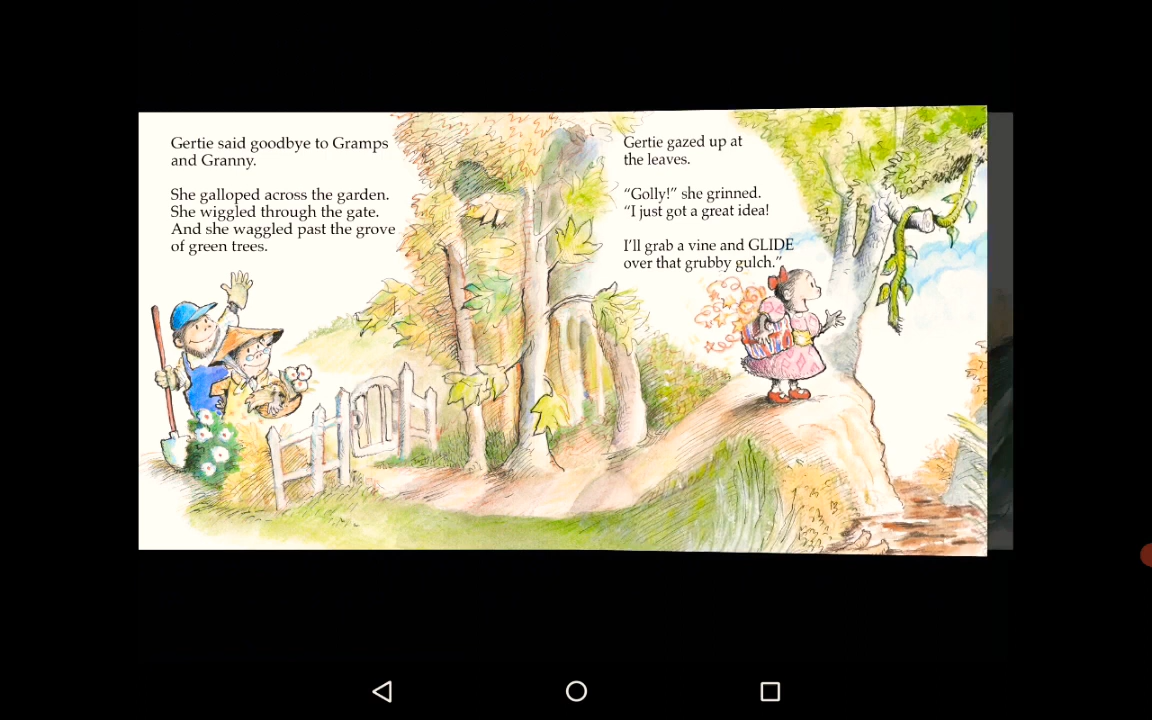 Gertie said goodbye to Gramps
and Granny.
She galloped across the garden.
She wiggled through the gate.
And she waggled past the grove
of green trees.
Gertie gazed up at
the leaves.
“Golly!” she grinned.
“I just got a great idea!
I’ll grab a vine and GLIDE
over that grubby gulch.”